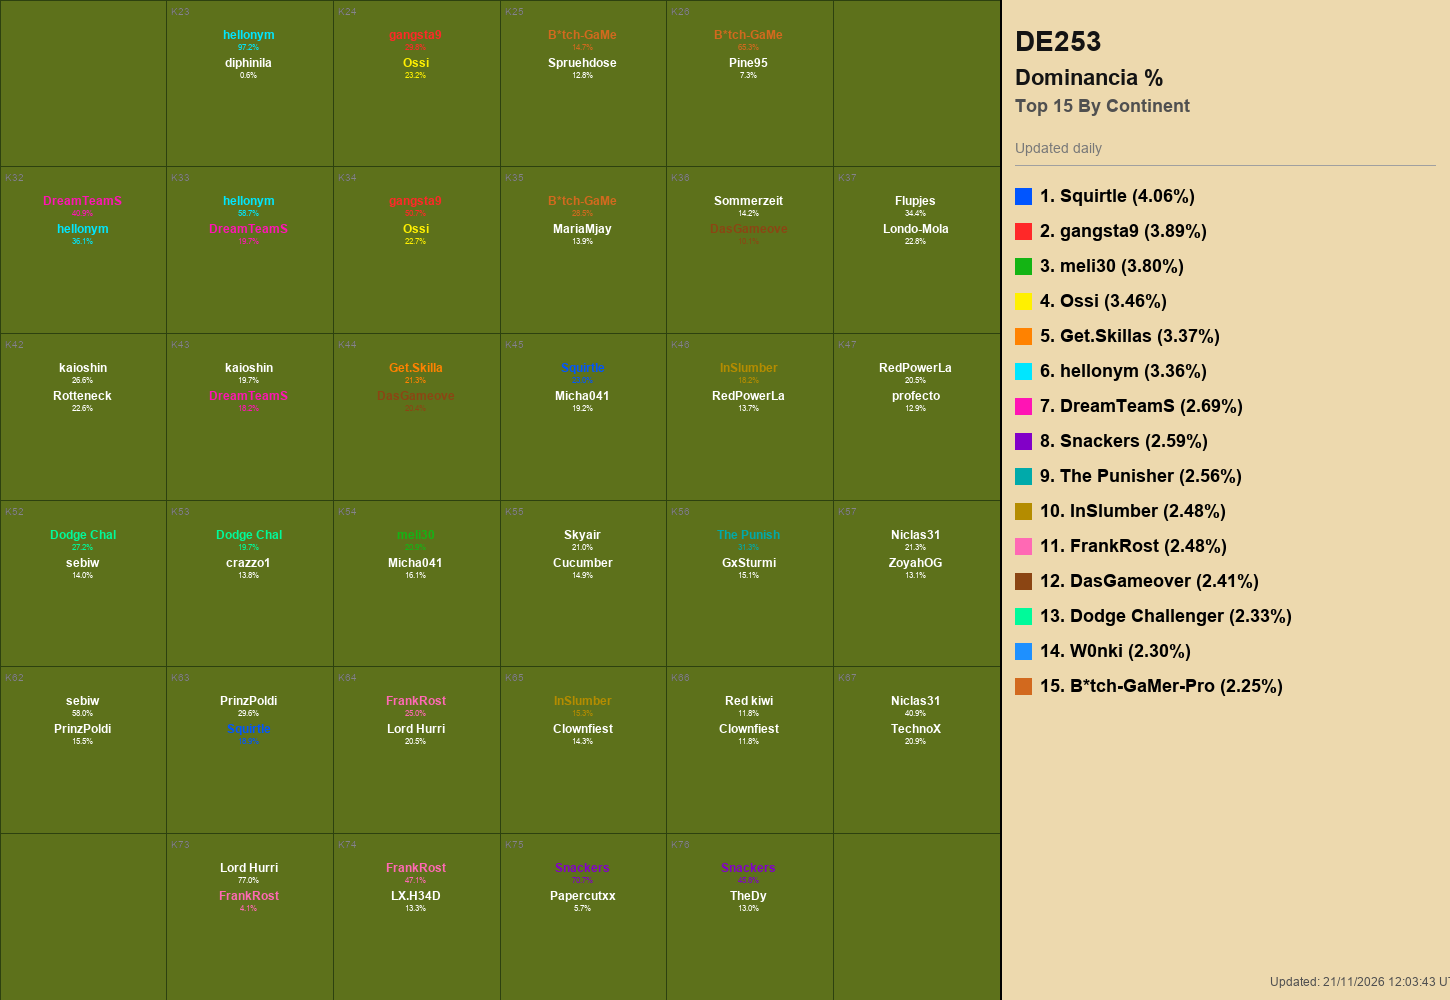 K23
hellonym
97.2%
diphinila
0.6%
K24
gangsta9
Ossi
23.2%
K25
B*tch-GaMe
14.7%
Spruehdose
12.8%
K26
B*tch-GaMe
65.3%
Pine95
7.3%
K32
DreamTeamS
hellonym
36.1%
K33
hellonym
58.7%
DreamTeamS
K34
gangsta9
Ossi
22.7%
K35
B*tch-GaMe
28.5%
MariaMjay
13.9%
K36
Sommerzeit
14.2%
DasGameove
K37
Flupjes
34.4%
Londo-Mola
22.8%
K42
kaioshin
26.6%
Rotteneck
22.6%
K43
kaioshin
19.7%
DreamTeamS
K44
Get.Skilla
21.3%
DasGameove
K45
Squirtle
Micha041
19.2%
K46
InSlumber
18.2%
RedPowerLa
13.7%
K47
RedPowerLa
20.5%
profecto
12.9%
K52
Dodge Chal
27.2%
sebiw
14.0%
K53
Dodge Chal
19.7%
crazzo1
13.8%
K54
meli30
Micha041
16.1%
K55
Skyair
21.0%
Cucumber
14.9%
K56
The Punish
31.3%
GxSturmi
15.1%
K57
Niclas31
21.3%
ZoyahOG
13.1%
K62
sebiw
58.0%
PrinzPoldi
15.5%
K63
PrinzPoldi
29.6%
Squirtle
K64
FrankRost
25.0%
Lord Hurri
20.5%
K65
InSlumber
15.3%
Clownfiest
14.3%
K66
Red kiwi
11.8%
Clownfiest
11.8%
K67
Niclas31
40.9%
TechnoX
20.9%
K73
Lord Hurri
77.0%
FrankRost
4.1%
K74
FrankRost
47.1%
LX.H34D
13.3%
K75
Snackers
70.7%
Papercutxx
5.7%
K76
Snackers
45.8%
TheDy
13.0%
DE253
Dominancia %
Top 15 By Continent
Updated daily
1. Squirtle (4.06%)
2. gangsta9 (3.89%)
3. meli30 (3.80%)
4. Ossi (3.46%)
5. Get.Skillas (3.37%)
6. hellonym (3.36%)
7. DreamTeamS (2.69%)
8. Snackers (2.59%)
9. The Punisher (2.56%)
10. InSlumber (2.48%)
11. FrankRost (2.48%)
12. DasGameover (2.41%)
13. Dodge Challenger (2.33%)
14. W0nki (2.30%)
15. B*tch-GaMer-Pro (2.25%)
Updated: 21/11/2026 12:03:43